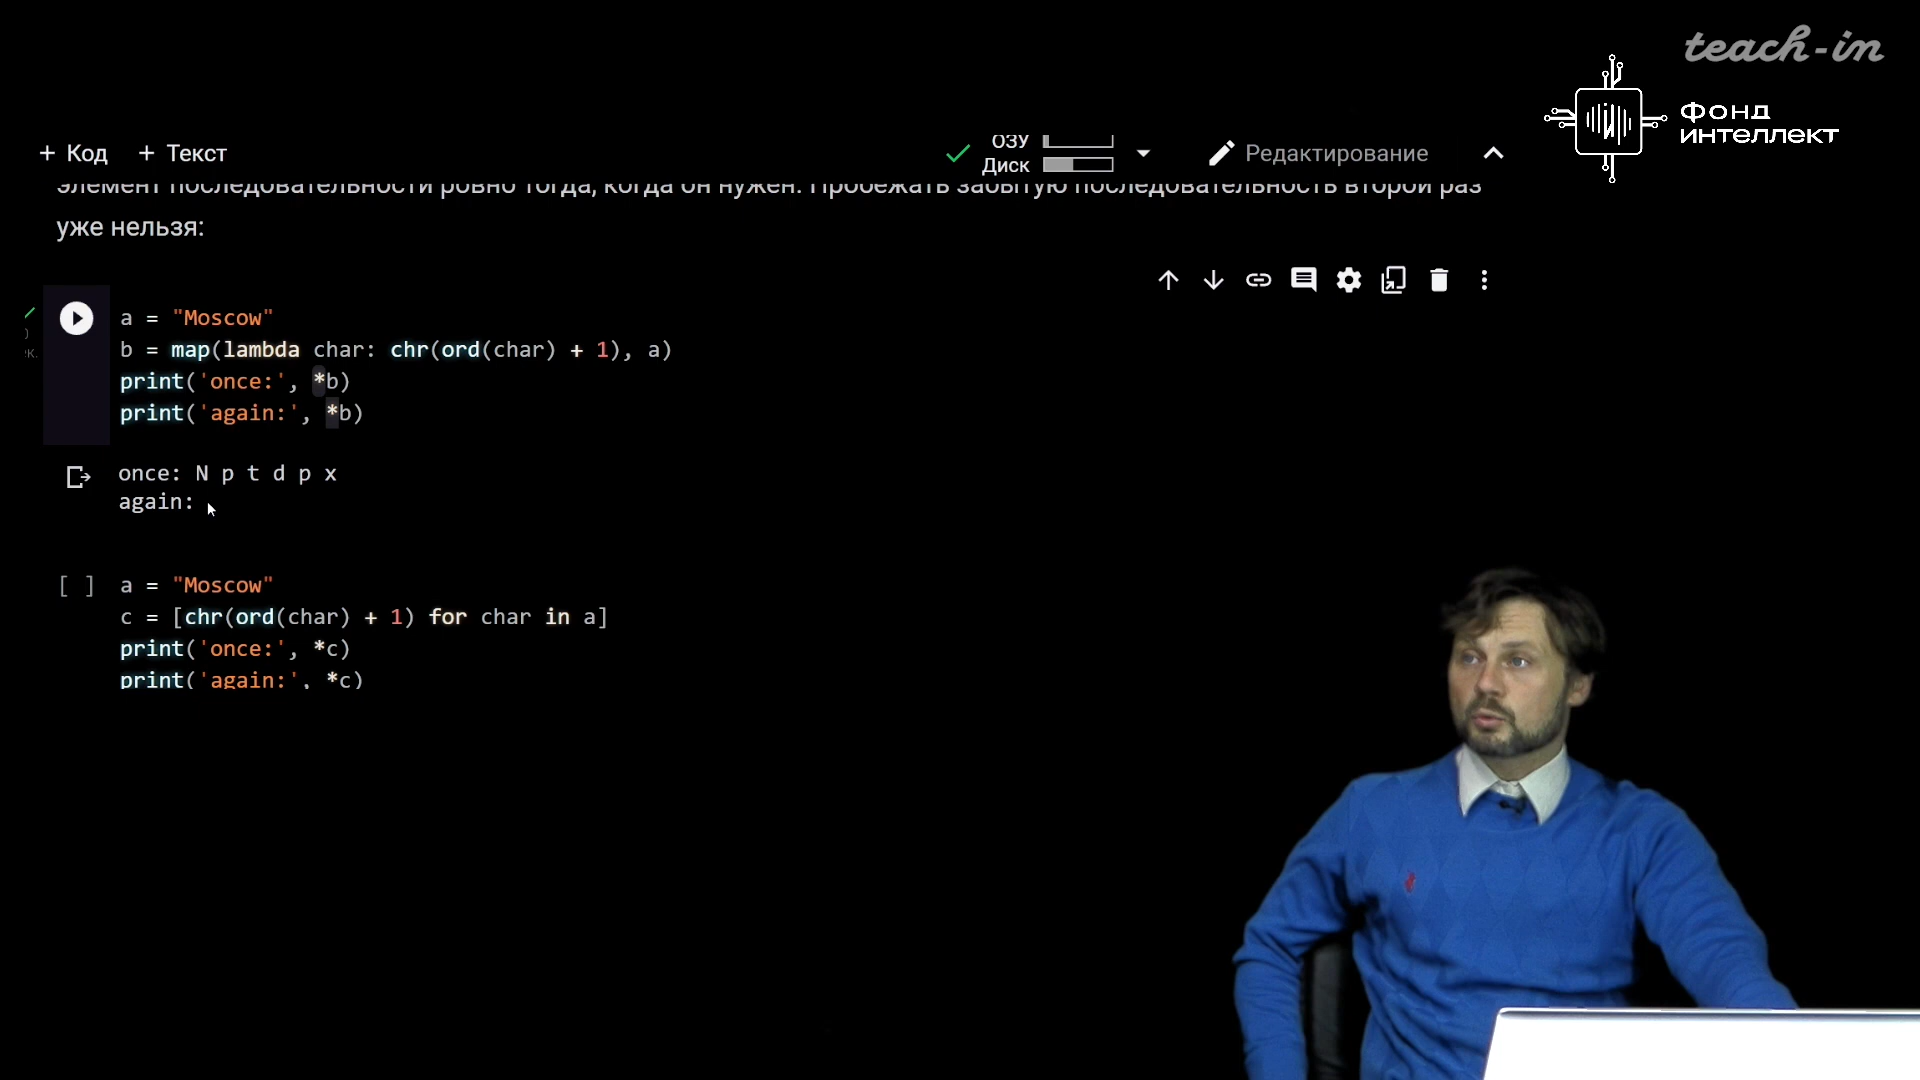 teach-in
ФОНД
ИНТЕЛЛЕКТ
+ Код + Текст
ОЗУ
Диск
Редактирование
элемент последовательности ровно тогда, когда он нужен. Пробежать забытую последовательность второй раз
уже нельзя:
a = "Moscow"
b = map(lambda char: chr(ord(char) + 1), a)
print('once:', *b)
print('again:', *b)
once: N p t d p x
again:
[ ] a = "Moscow"
c = [chr(ord(char) + 1) for char in a]
print('once:', *c)
print('again:', *c)